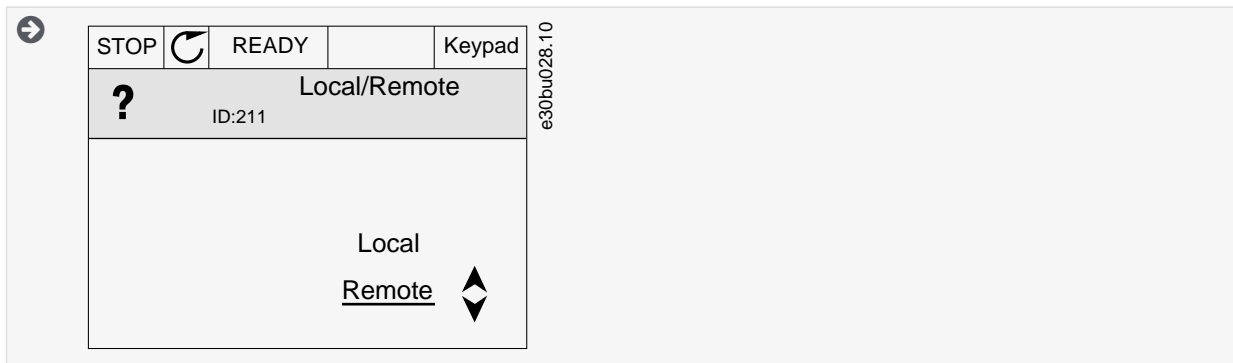 STOP READY Keypad
? Local/Remote
ID:211
Local
Remote
e30bu028.10